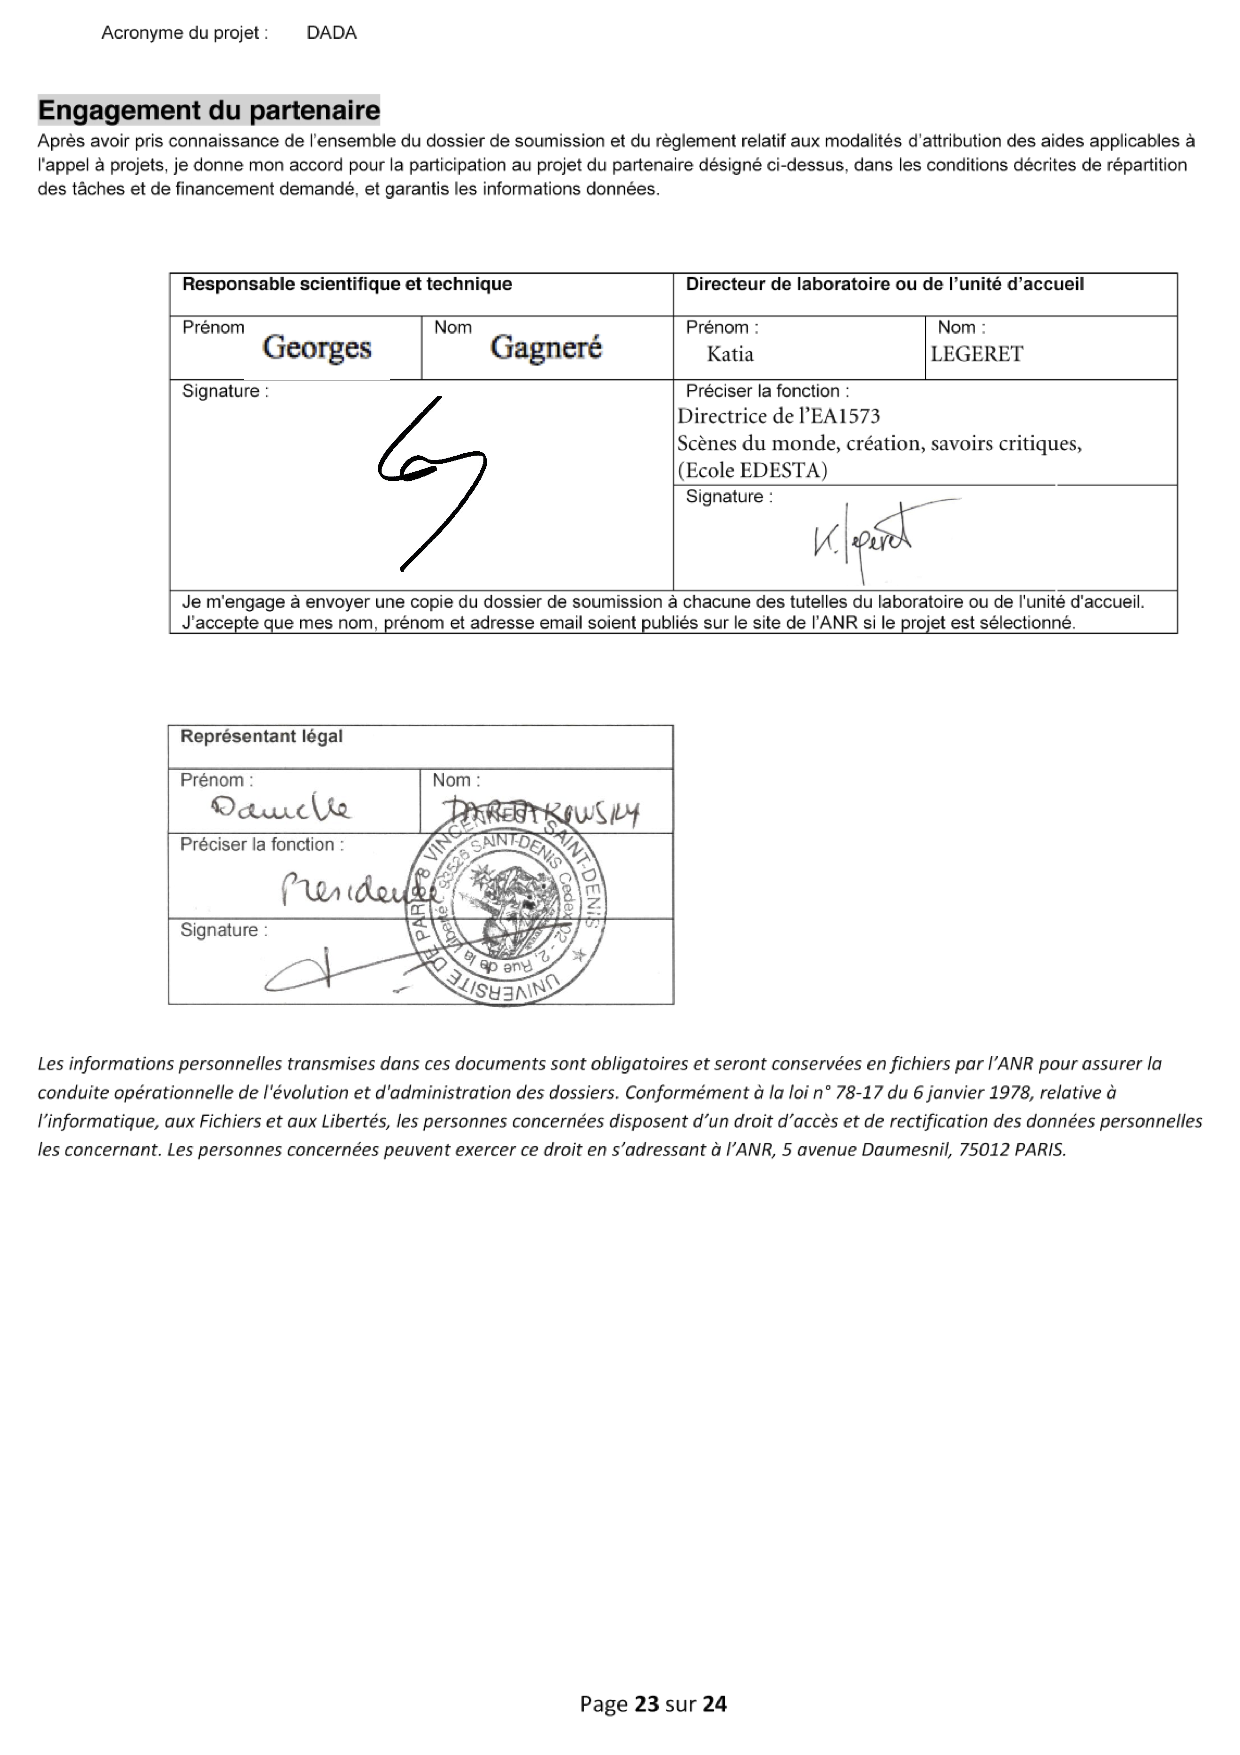 Acronyme du projet : DADA
Engagement du partenaire
Après avoir pris connaissance de l'ensemble du dossier de soumission et du règlement relatif aux modalités d'attribution des aides applicables à
l'appel à projets, je donne mon accord pour la participation au projet du partenaire désigné ci-dessus, dans les conditions décrites de répartition
des tâches et de financement demandé, et garantis les informations données.
Responsable scientifique et technique
Directeur de laboratoire ou de l'unité d'accueil
Prénom Georges
Nom Gagneré
Prénom :
Katia
Nom :
LEGERET
Signature :
Préciser la fonction :
Directrice de l'EA1573
Scènes du monde, création, savoirs critiques,
(Ecole EDESTA)
Signature :
K. legeret
Je m'engage à envoyer une copie du dossier de soumission à chacune des tutelles du laboratoire ou de l'unité d'accueil.
J'accepte que mes nom, prénom et adresse email soient publiés sur le site de l'ANR si le projet est sélectionné.
Représentant légal
Prénom :
Danielle
Nom :
TARTAKOWSKY
Préciser la fonction :
Présidente
Signature :
UNIVERSITE DE PARIS 8 VINCENNES SAINT-DENIS
2, Rue de la Liberté 93526 SAINT-DENIS Cedex 02
Les informations personnelles transmises dans ces documents sont obligatoires et seront conservées en fichiers par l'ANR pour assurer la
conduite opérationnelle de l'évolution et d'administration des dossiers. Conformément à la loi n° 78-17 du 6 janvier 1978, relative à
l'informatique, aux Fichiers et aux Libertés, les personnes concernées disposent d'un droit d'accès et de rectification des données personnelles
les concernant. Les personnes concernées peuvent exercer ce droit en s'adressant à l'ANR, 5 avenue Daumesnil, 75012 PARIS.
Page 23 sur 24